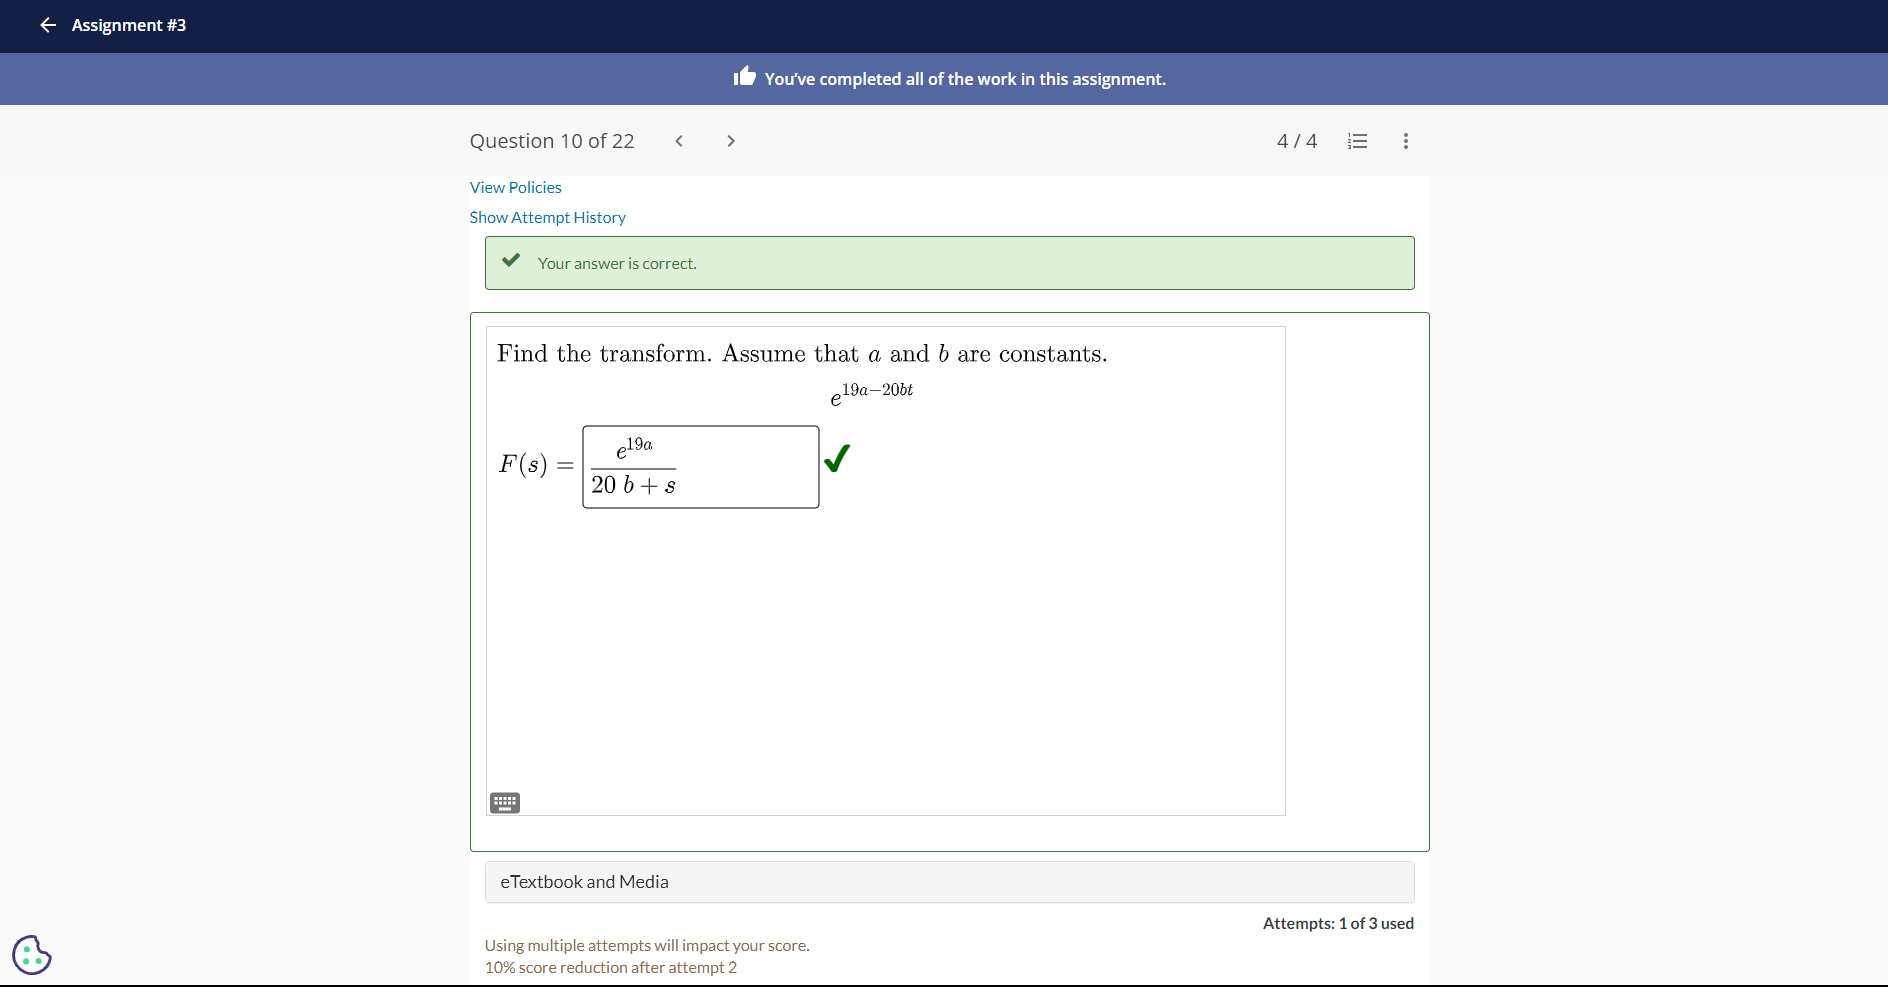 Assignment #3
You've completed all of the work in this assignment.
Question 10 of 22
4 / 4
View Policies
Show Attempt History
Your answer is correct.
Find the transform. Assume that a and b are constants.
e^{19a−20bt}
F(s) = \frac{e^{19a}}{20 b + s}
eTextbook and Media
Attempts: 1 of 3 used
Using multiple attempts will impact your score.
10% score reduction after attempt 2